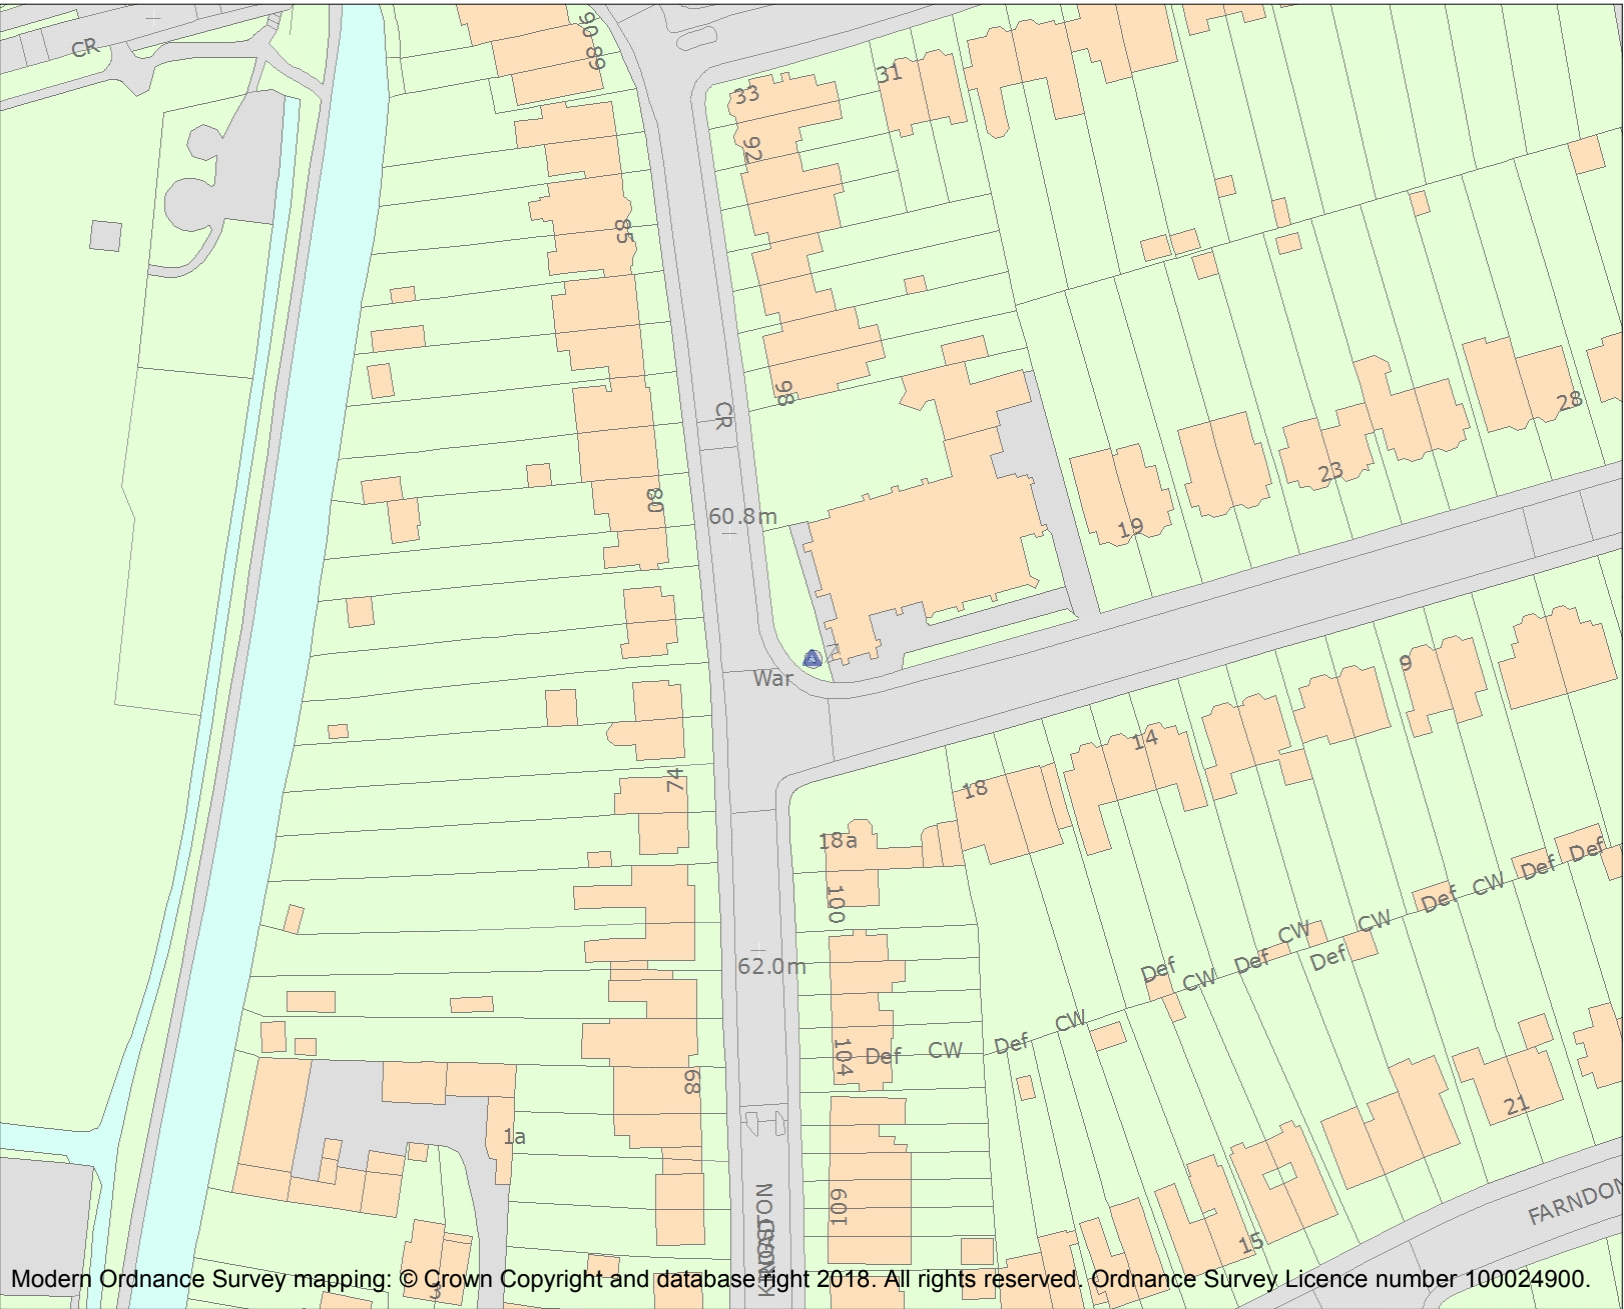 CR
90
89
33
31
92
85
98
CR
28
23
80
60.8m
19
War
9
14
74
18
18a
100
62.0m
Def CW Def CW Def CW Def Def CW Def CW Def CW Def Def
104
68
1a
21
109
FARNDON
15
KINGSTON
ROAD
3
Modern Ordnance Survey mapping: © Crown Copyright and database right 2018. All rights reserved. Ordnance Survey Licence number 100024900.